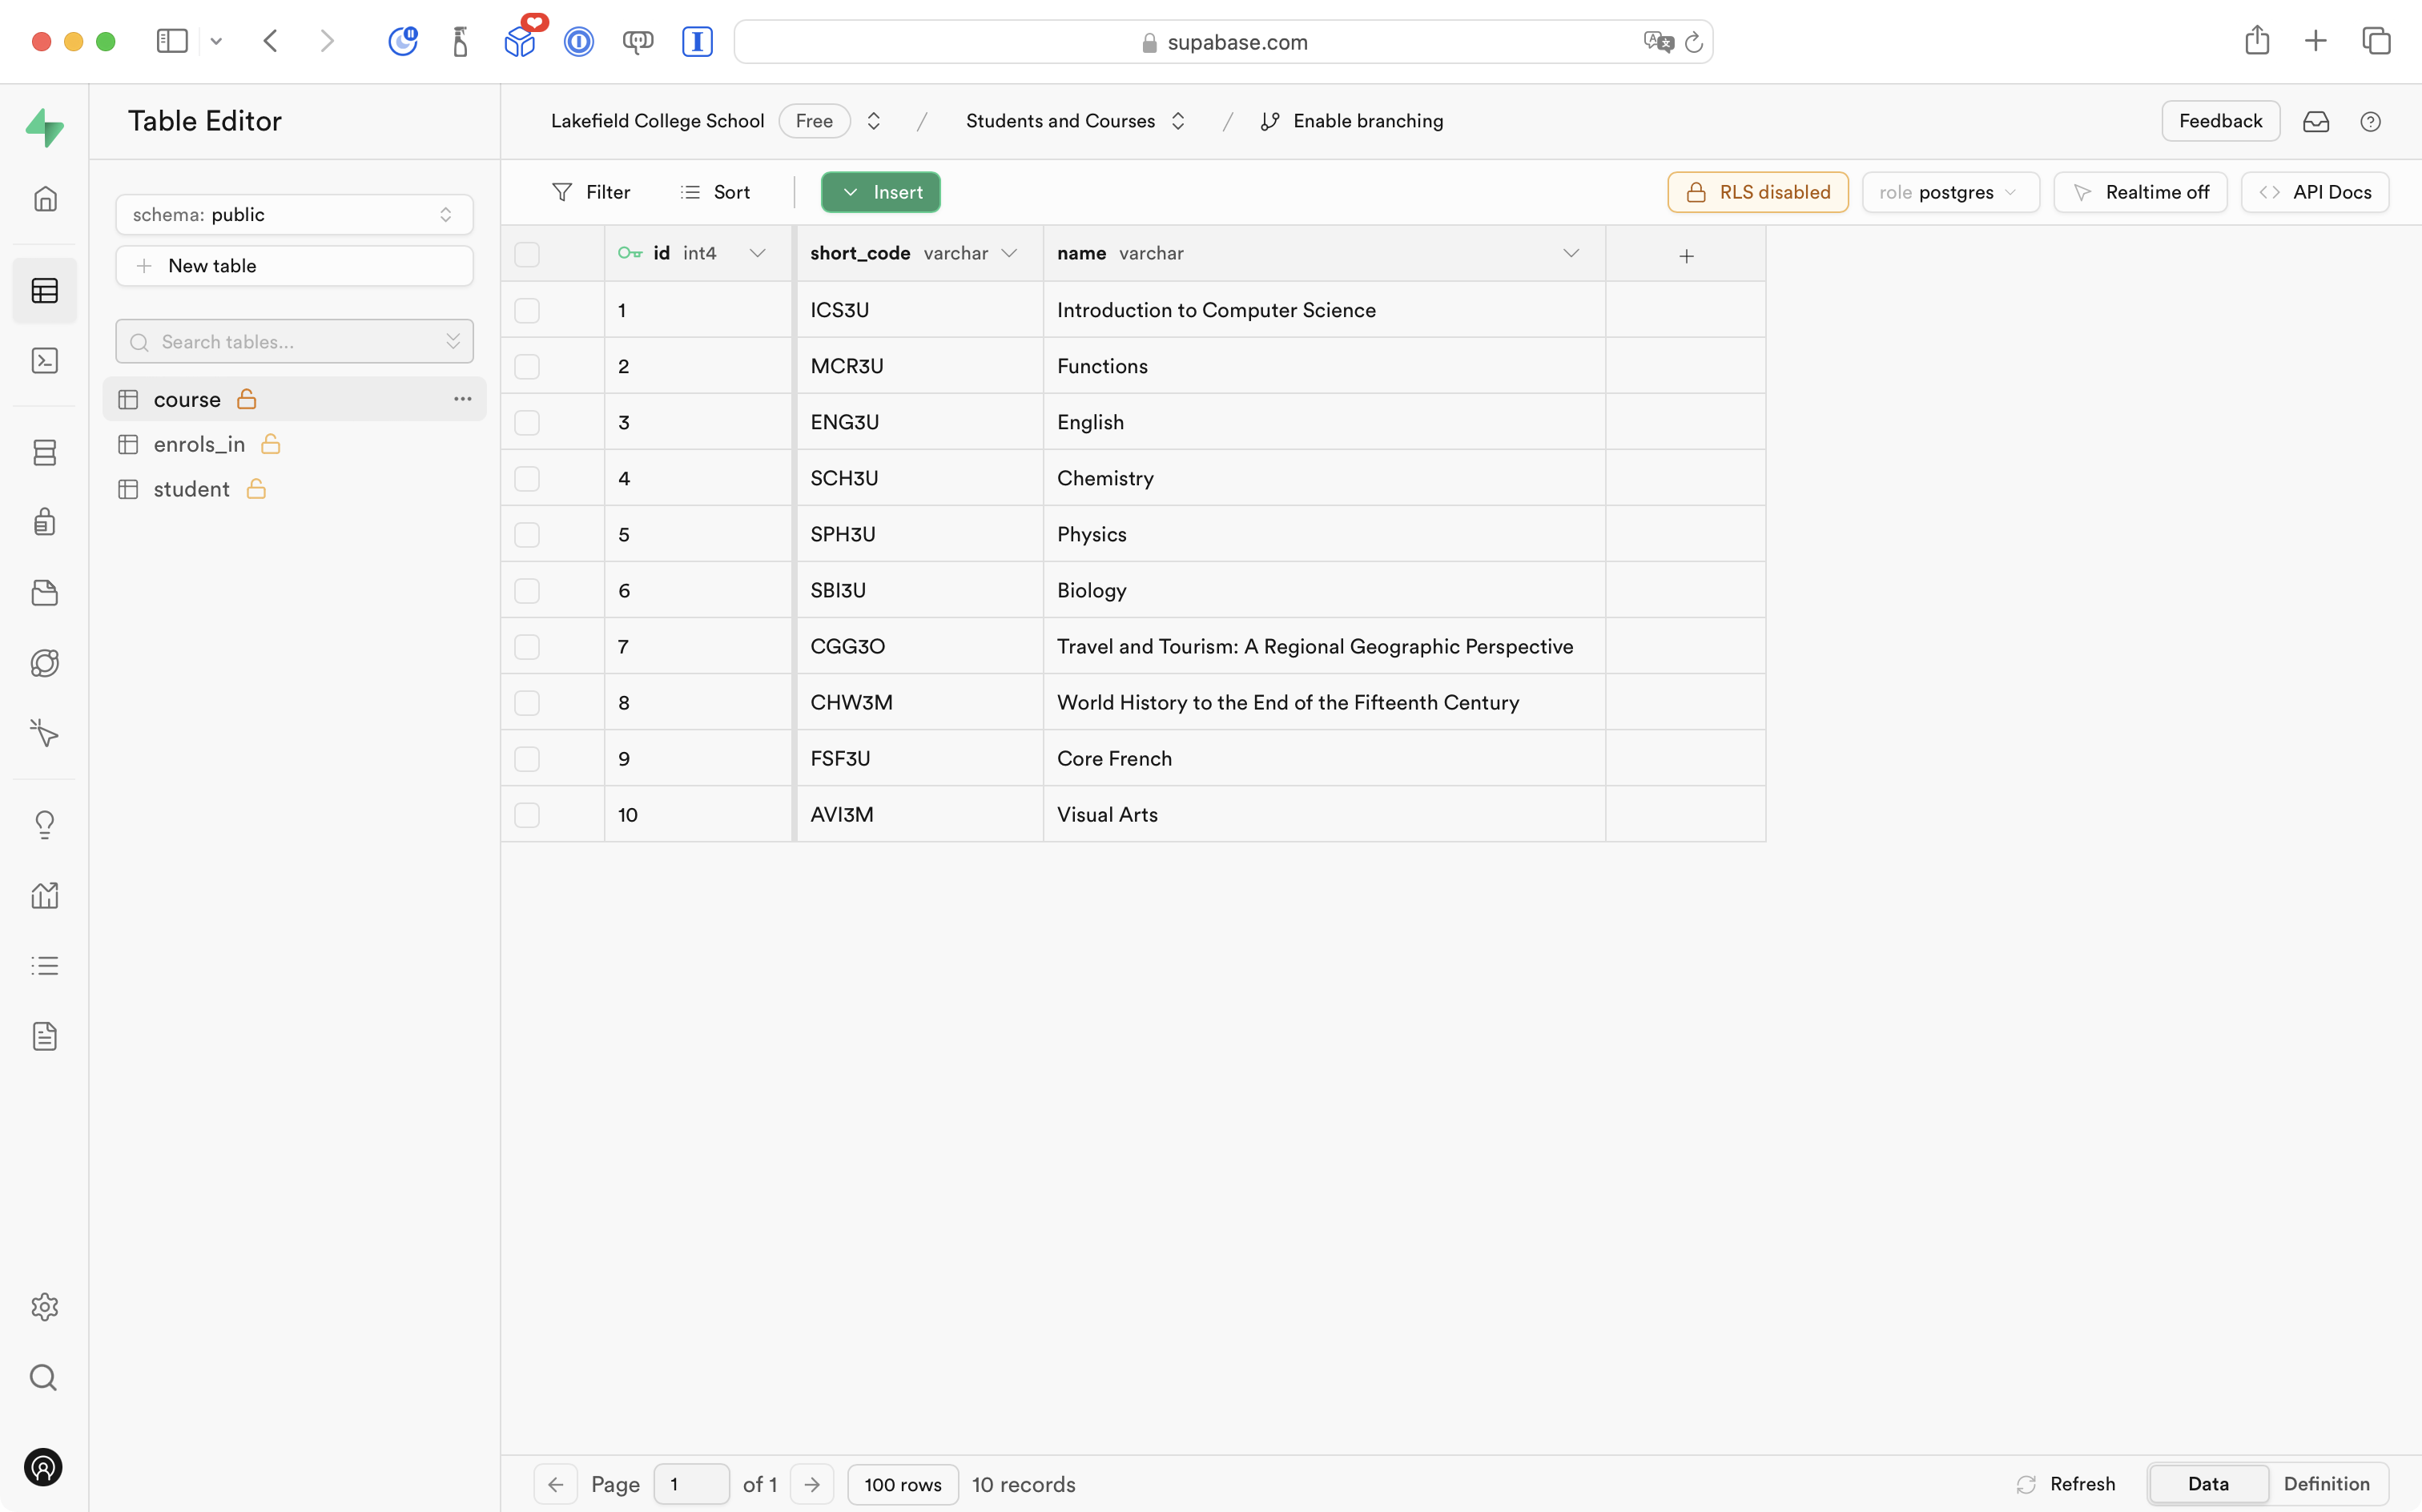 supabase.com
Table Editor
Lakefield College School Free / Students and Courses / Enable branching
Feedback
Filter Sort Insert
RLS disabled role postgres Realtime off API Docs
schema: public
New table
Search tables...
course
enrols_in
student
id int4 short_code varchar name varchar
1 ICS3U Introduction to Computer Science
2 MCR3U Functions
3 ENG3U English
4 SCH3U Chemistry
5 SPH3U Physics
6 SBI3U Biology
7 CGG3O Travel and Tourism: A Regional Geographic Perspective
8 CHW3M World History to the End of the Fifteenth Century
9 FSF3U Core French
10 AVI3M Visual Arts
Page 1 of 1 100 rows 10 records
Refresh Data Definition